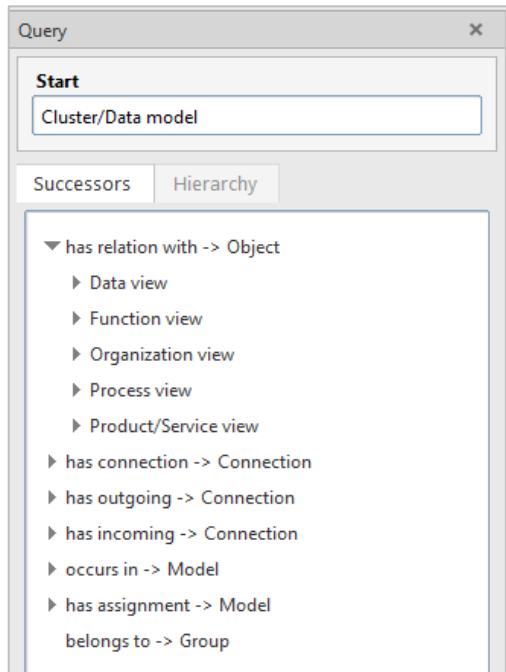 Query
Start
Cluster/Data model
Successors Hierarchy
has relation with -> Object
Data view
Function view
Organization view
Process view
Product/Service view
has connection -> Connection
has outgoing -> Connection
has incoming -> Connection
occurs in -> Model
has assignment -> Model
belongs to -> Group